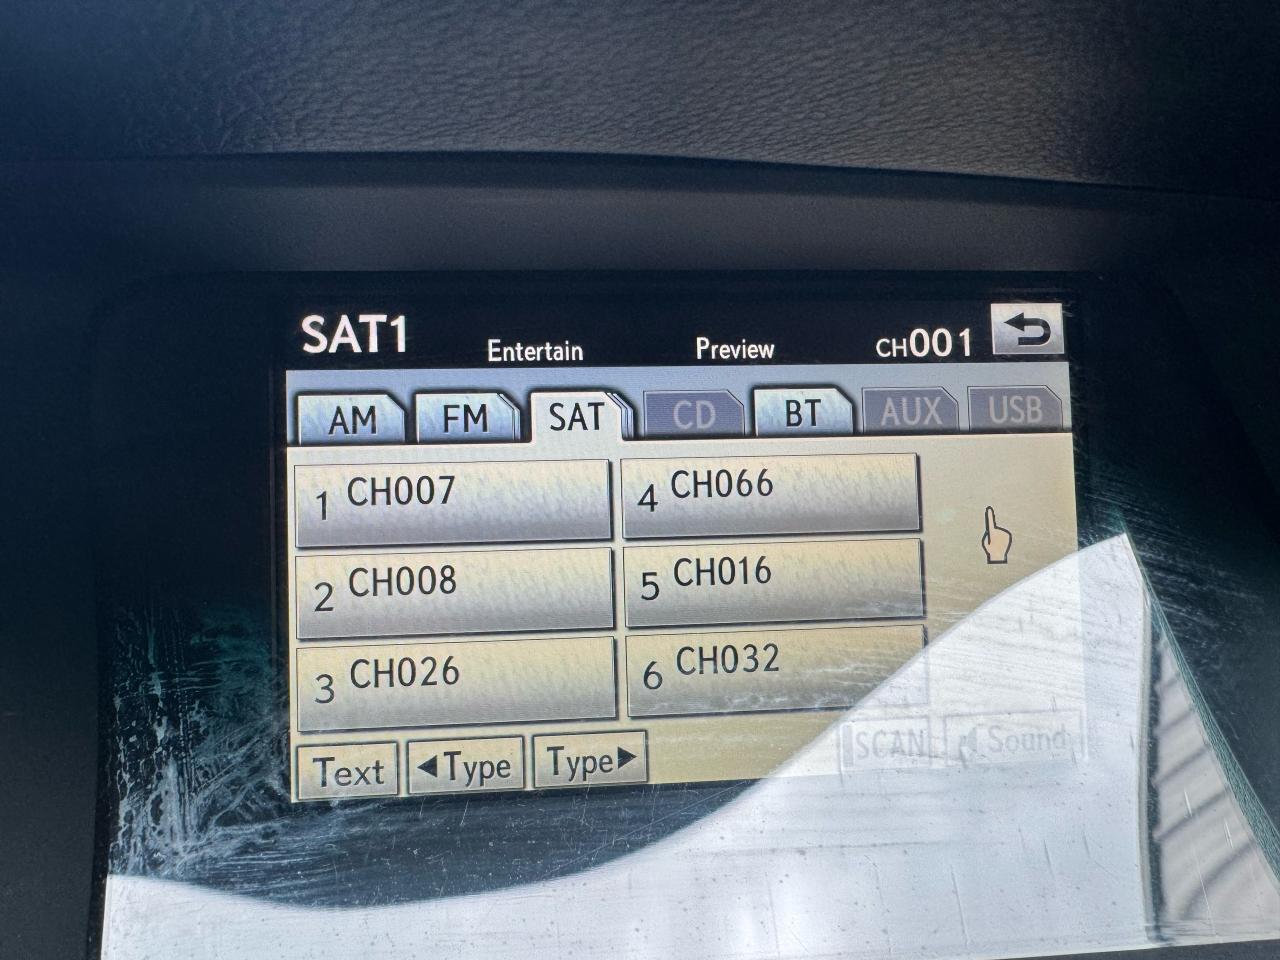 SAT1 Entertain Preview CH001
AM FM SAT CD BT AUX USB
1 CH007
4 CH066
2 CH008
5 CH016
3 CH026
6 CH032
Text ◀Type Type▶ SCAN Sound